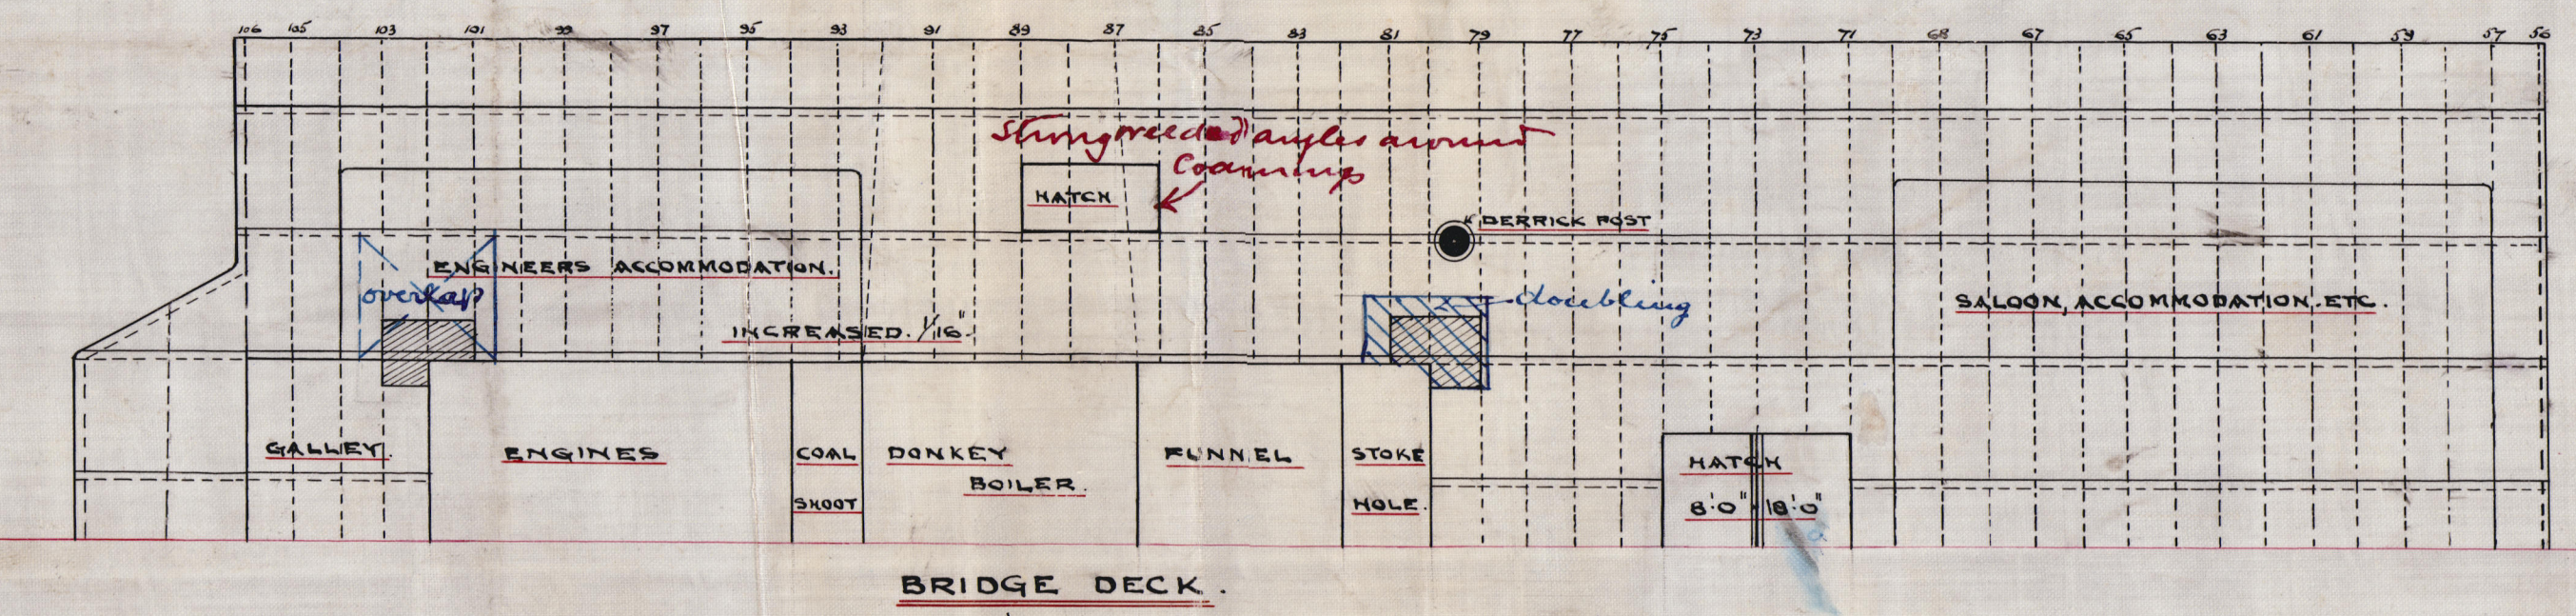 106 105 103 101 99 97 95 93 91 89 87 85 83 81 79 77 75 73 71 68 67 65 63 61 59 57 56
Strong angles around
Coamings
HATCH
DERRICK POST
ENGINEERS ACCOMMODATION.
overlap
doubling
SALOON, ACCOMMODATION. ETC.
INCREASED. 1/16".
GALLEY.
ENGINES
COAL
SHOOT
DONKEY
BOILER.
FUNNEL
STOKE
HOLE.
HATCH
8'0" 18'0"
BRIDGE DECK.